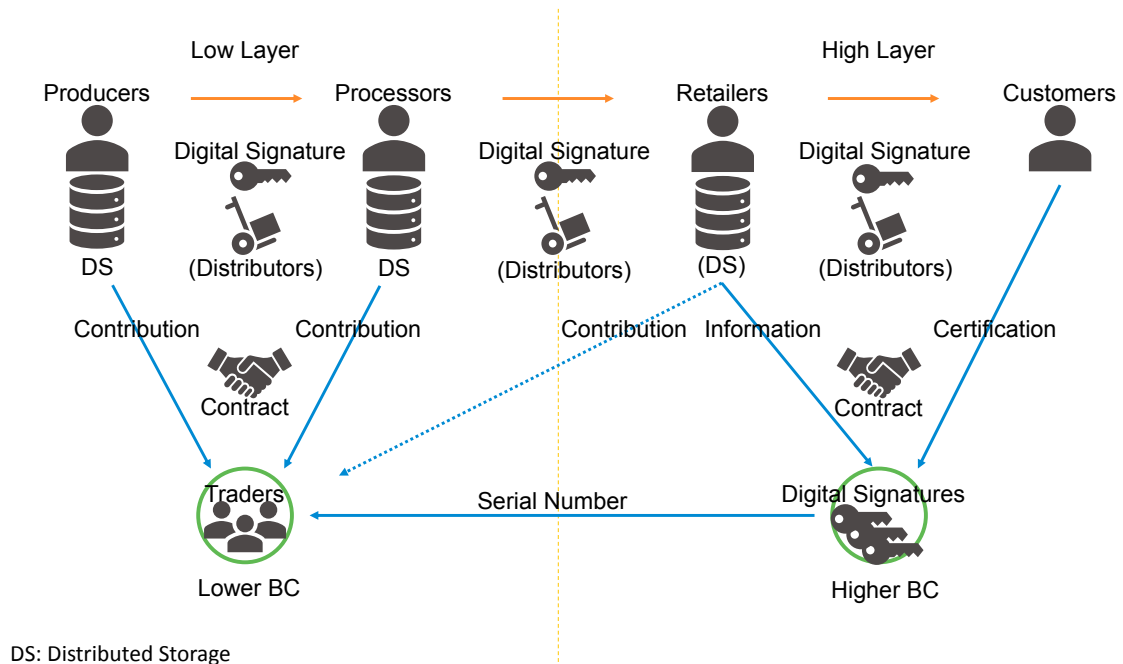 Low Layer
High Layer
Producers
Processors
Retailers
Customers
Digital Signature
Digital Signature
Digital Signature
DS
(Distributors)
DS
(Distributors)
(DS)
(Distributors)
Contribution
Contribution
Contribution
Information
Certification
Contract
Contract
Traders
Serial Number
Digital Signatures
Lower BC
Higher BC
DS: Distributed Storage